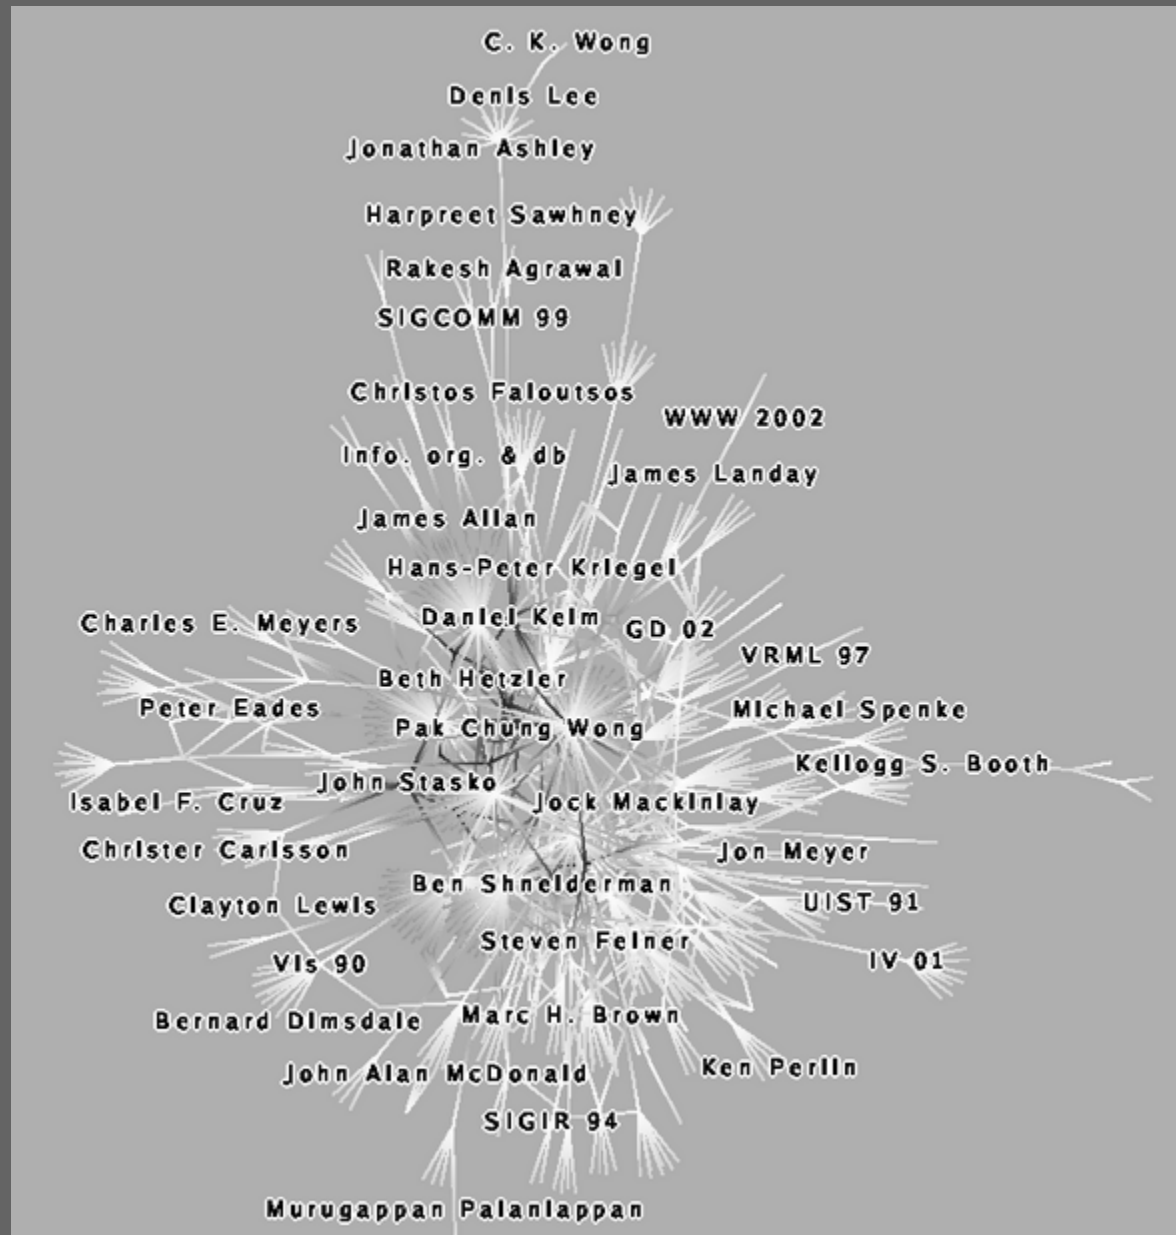 C. K. Wong
Denis Lee
Jonathan Ashley
Harpreet Sawhney
Rakesh Agrawal
SIGCOMM 99
Christos Faloutsos
WWW 2002
Info. org. & db
James Landay
James Allan
Hans-Peter Kriegel
Daniel Keim
Charles E. Meyers
GD 02
VRML 97
Beth Hetzler
Peter Eades
Michael Spenke
Pak Chung Wong
Kellogg S. Booth
John Stasko
Isabel F. Cruz
Jock Mackinlay
Christer Carlsson
Jon Meyer
Ben Shneiderman
Clayton Lewis
UIST 91
Steven Feiner
Vis 90
IV 01
Bernard Dimsdale
Marc H. Brown
Ken Perlin
John Alan McDonald
SIGIR 94
Murugappan Palaniappan